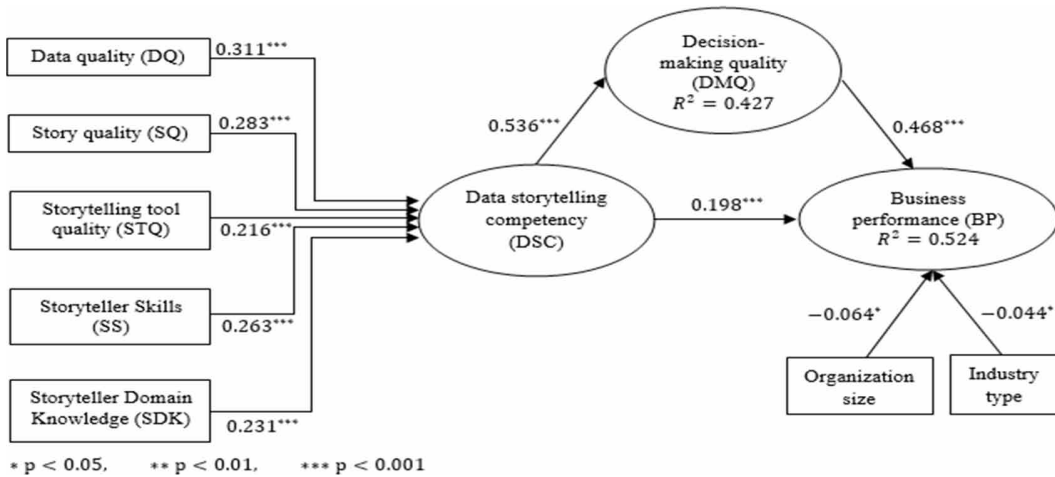 Data quality (DQ)
0.311***
Story quality (SQ)
0.283***
Storytelling tool
quality (STQ)
0.216***
Storyteller Skills
(SS)
0.263***
Storyteller Domain
Knowledge (SDK)
0.231***
Data storytelling
competency
(DSC)
0.536***
Decision-
making quality
(DMQ)
R² = 0.427
0.468***
0.198***
Business
performance (BP)
R² = 0.524
−0.064*
−0.044*
Organization
size
Industry
type
* p < 0.05, ** p < 0.01, *** p < 0.001